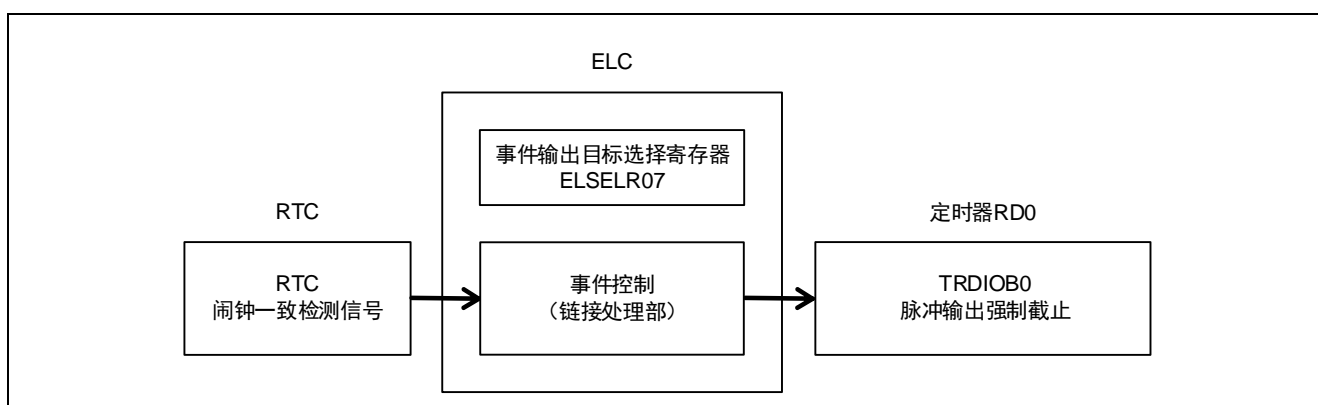 ELC
事件输出目标选择寄存器
ELSELR07
RTC
定时器RD0
RTC
闹钟一致检测信号
事件控制
（链接处理部）
TRDIOB0
脉冲输出强制截止